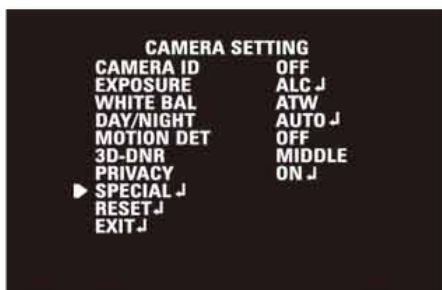 CAMERA SETTING
CAMERA ID OFF
EXPOSURE ALC↲
WHITE BAL ATW
DAY/NIGHT AUTO↲
MOTION DET OFF
3D-DNR MIDDLE
PRIVACY ON↲
SPECIAL↲
RESET↲
EXIT↲